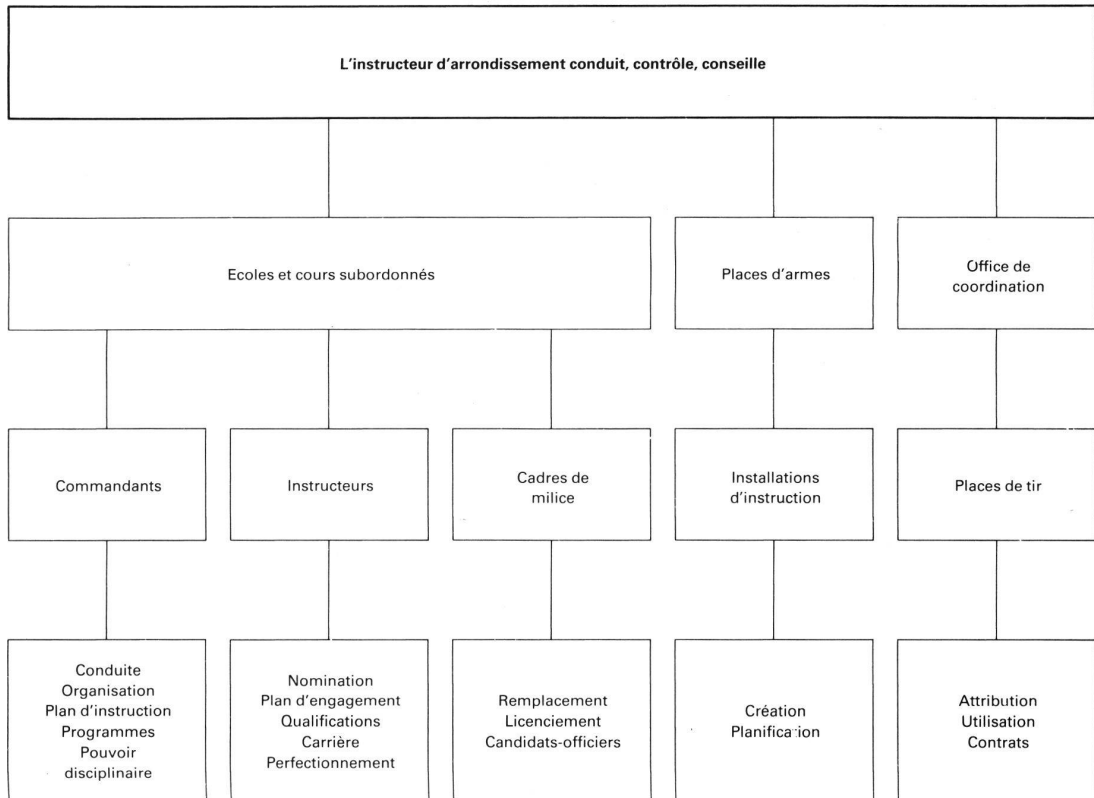 L'instructeur d'arrondissement conduit, contrôle, conseille
Ecoles et cours subordonnés
Places d'armes
Office de
coordination
Commandants
Instructeurs
Cadres de
milice
Installations
d'instruction
Places de tir
Conduite
Organisation
Plan d'instruction
Programmes
Pouvoir
disciplinaire
Nomination
Plan d'engagement
Qualifications
Carrière
Perfectionnement
Remplacement
Licenciement
Candidats-officiers
Création
Planification
Attribution
Utilisation
Contrats